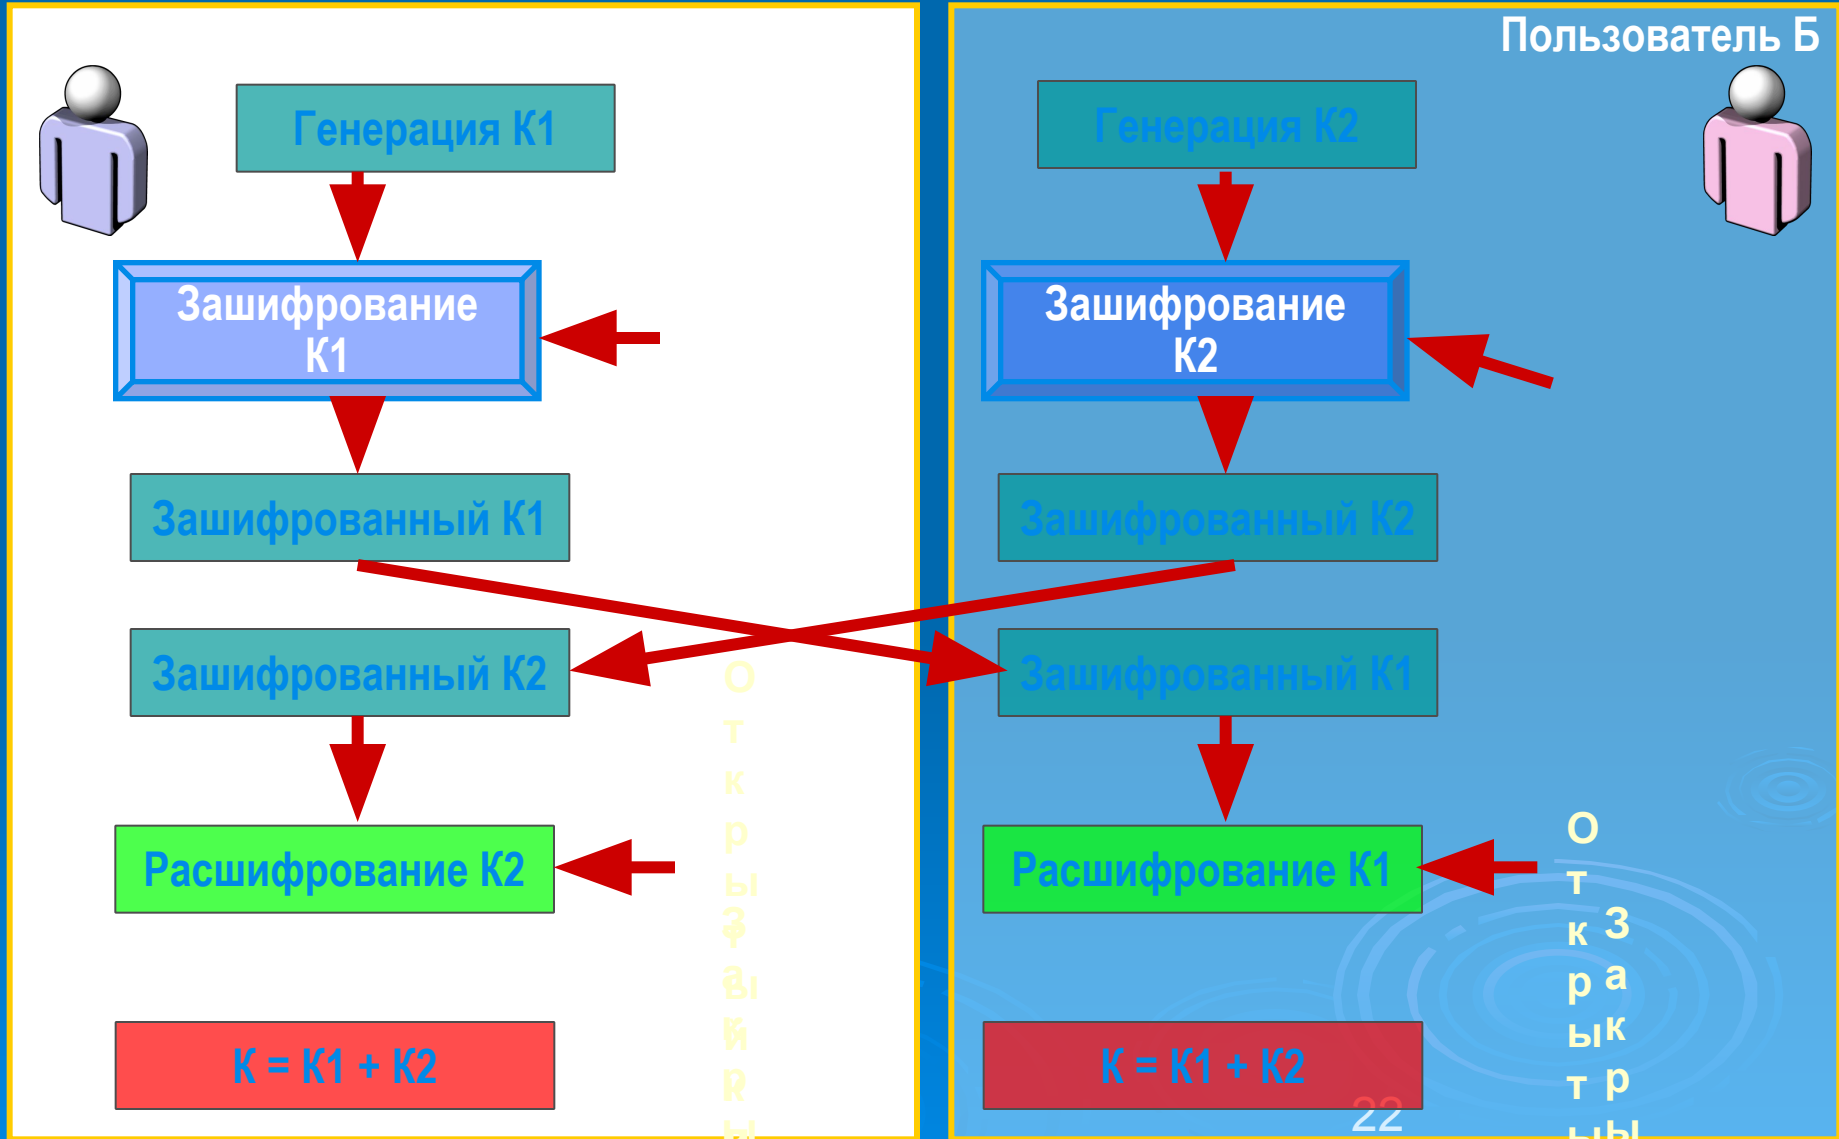 Пользователь Б
Генерация К1
Зашифрование
К1
Зашифрованный К1
Зашифрованный К2
Расшифрование К2
К = К1 + К2
Генерация К2
Зашифрование
К2
Зашифрованный К2
Зашифрованный К1
Расшифрование К1
К = К1 + К2
22